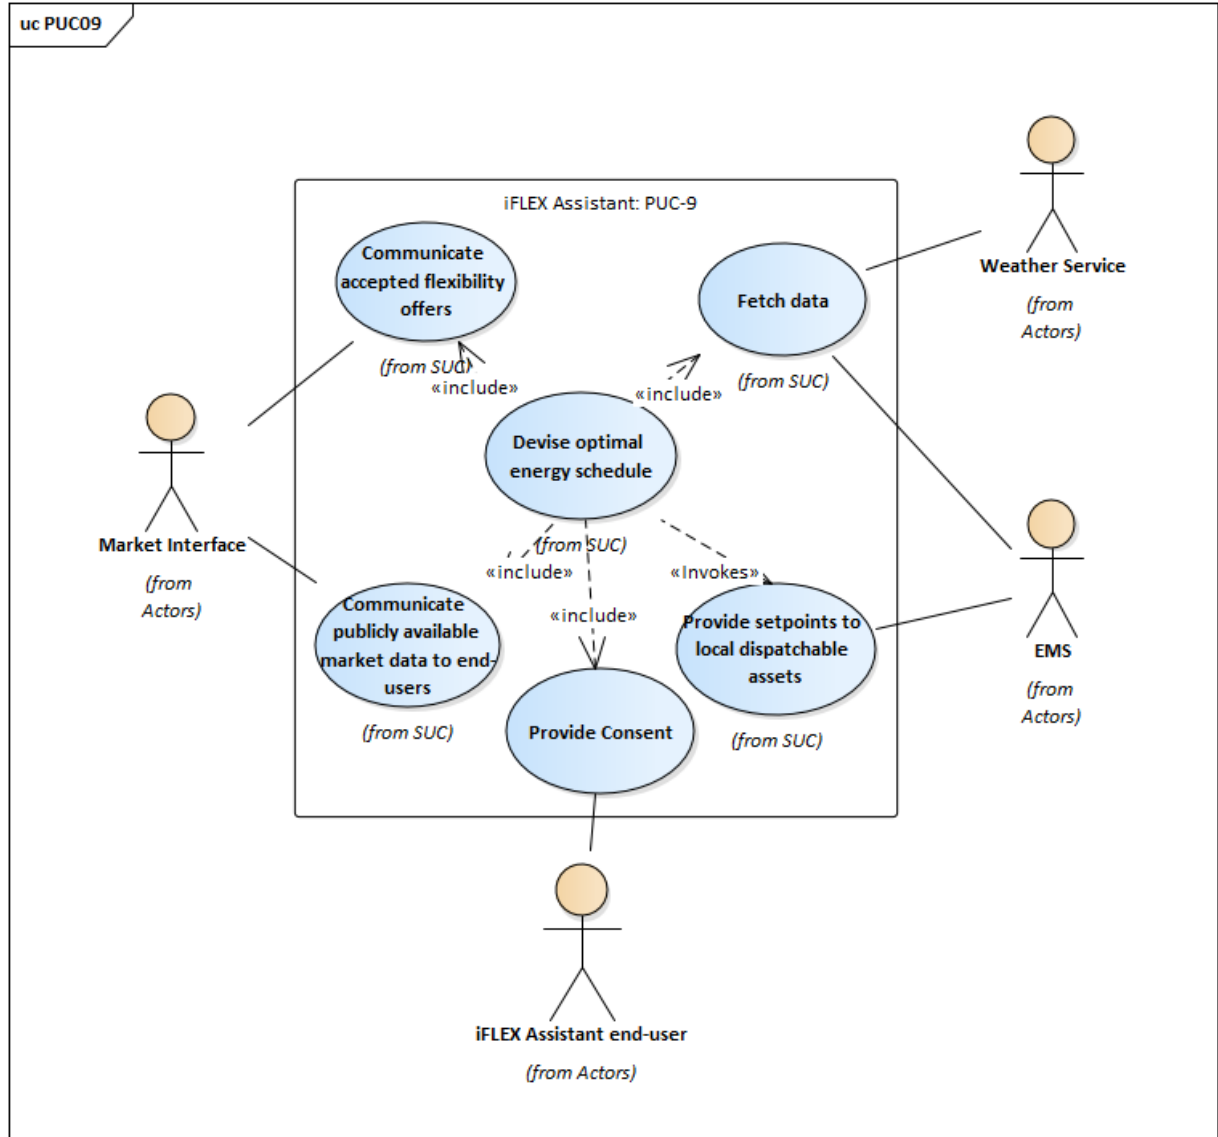 uc PUC09
iFLEX Assistant: PUC-9
Communicate
accepted flexibility
offers
(from SUC)
«include»
Fetch data
(from SUC)
«include»
Weather Service
(from
Actors)
Devise optimal
energy schedule
(from SUC)
Market Interface
(from
Actors)
«include»
«include»
«Invokes»
Communicate
publicly available
market data to end-
users
(from SUC)
Provide Consent
Provide setpoints to
local dispatchable
assets
(from SUC)
EMS
(from
Actors)
iFLEX Assistant end-user
(from Actors)